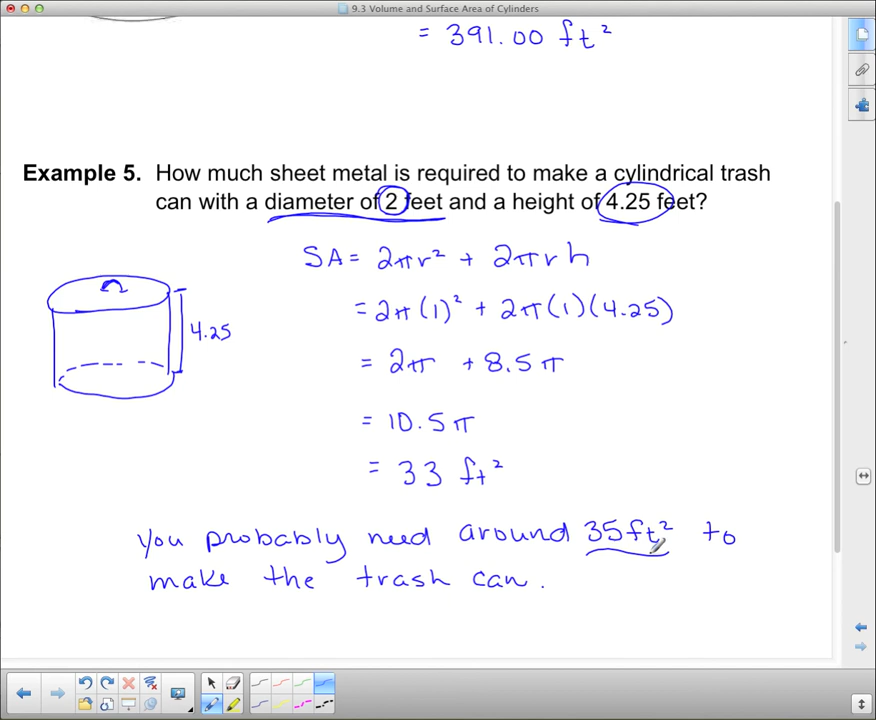 9.3 Volume and Surface Area of Cylinders
= 391.00 ft²
Example 5. How much sheet metal is required to make a cylindrical trash
can with a diameter of 2 feet and a height of 4.25 feet?
SA = 2πr² + 2πrh
= 2π(1)² + 2π(1)(4.25)
4.25
= 2π + 8.5π
= 10.5π
= 33 ft²
you probably need around 35ft² to
make the trash can.